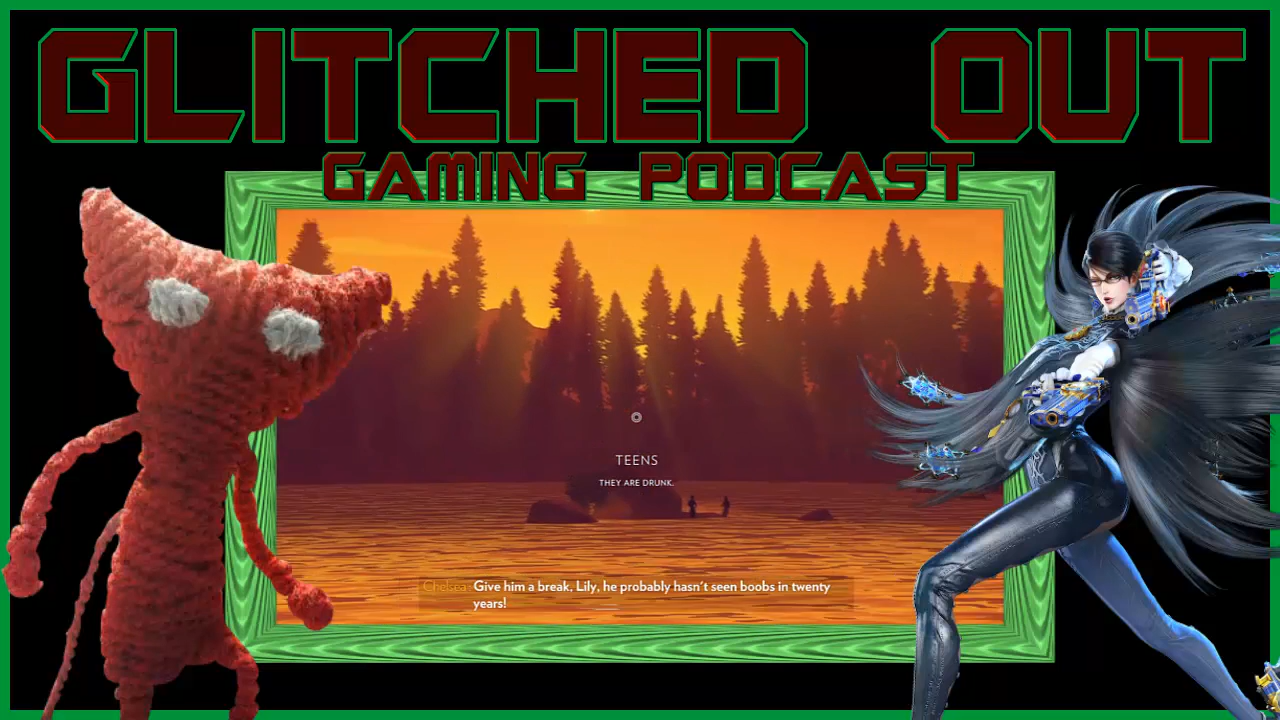 GLITCHED OUT
GAMING PODCAST
TEENS
THEY ARE DRUNK.
Chelsea: Give him a break, Lily, he probably hasn't seen boobs in twenty
years!